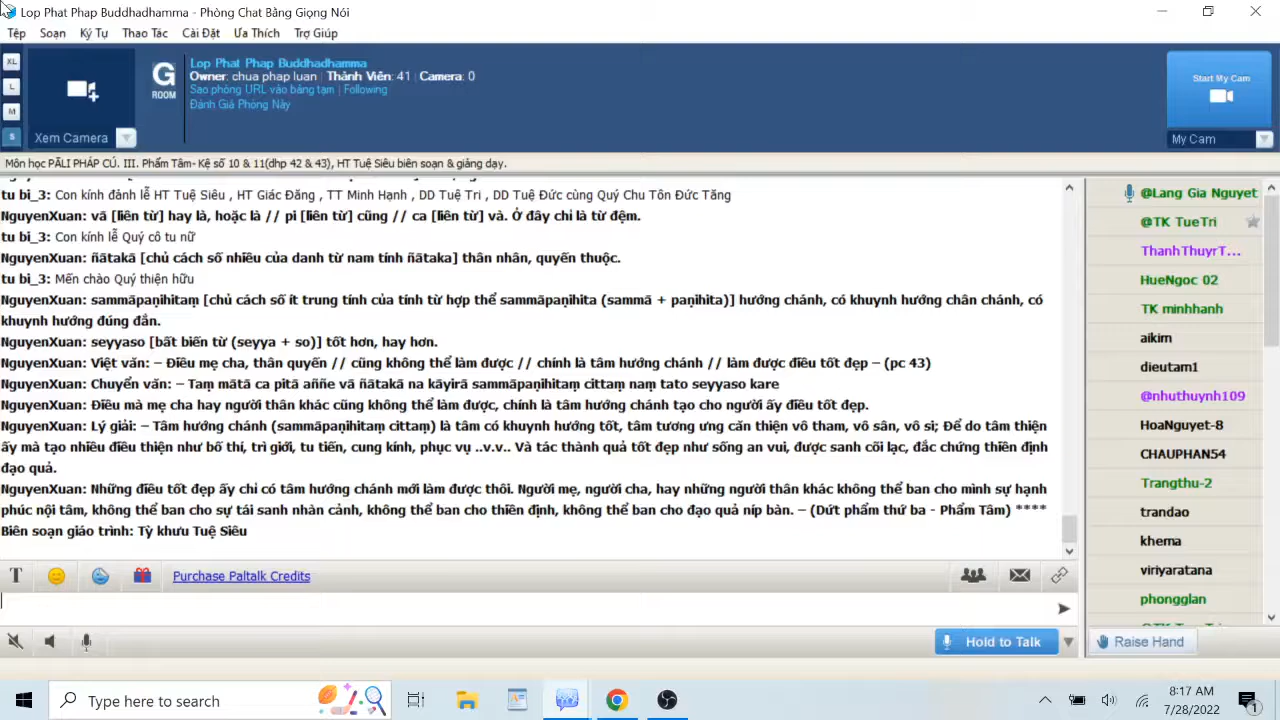 Lop Phat Phap Buddhadhamma - Phòng Chat Bằng Giọng Nói
Tệp Soạn Ký Tự Thao Tác Cài Đặt Ưa Thích Trợ Giúp
XL
L
M
S
Xem Camera
G
ROOM
Lop Phat Phap Buddhadhamma
Owner: chua phap luan | Thành Viên: 41 | Camera: 0
Sao phòng URL vào bảng tạm | Following
Đánh Giá Phòng Này
Start My Cam
My Cam
Môn học PĀLI PHÁP CÚ. III. Phẩm Tâm- Kệ số 10 & 11(dhp 42 & 43), HT Tuệ Siêu biên soạn & giảng dạy.
tu bi_3: Con kính đảnh lễ HT Tuệ Siêu , HT Giác Đăng , TT Minh Hạnh , DD Tuệ Tri , DD Tuệ Đức cùng Quý Chu Tôn Đức Tăng
NguyenXuan: vā [liên từ] hay là, hoặc là // pi [liên từ] cũng // ca [liên từ] và. Ở đây chỉ là từ đệm.
tu bi_3: Con kính lễ Quý cô tu nữ
NguyenXuan: ñātakā [chủ cách số nhiều của danh từ nam tính ñātaka] thân nhân, quyến thuộc.
tu bi_3: Mến chào Quý thiện hữu
NguyenXuan: sammāpaṇihitaṃ [chủ cách số ít trung tính của tính từ hợp thể sammāpaṇihita (sammā + paṇihita)] hướng chánh, có khuynh hướng chân chánh, có
khuynh hướng đúng đắn.
NguyenXuan: seyyaso [bất biến từ (seyya + so)] tốt hơn, hay hơn.
NguyenXuan: Việt văn: – Điều mẹ cha, thân quyến // cũng không thể làm được // chính là tâm hướng chánh // làm được điều tốt đẹp – (pc 43)
NguyenXuan: Chuyển văn: – Taṃ mātā ca pitā aññe vā ñātakā na kāyirā sammāpaṇihitaṃ cittaṃ naṃ tato seyyaso kare
NguyenXuan: Điều mà mẹ cha hay người thân khác cũng không thể làm dược, chính là tâm hướng chánh tạo cho người ấy điều tốt đẹp.
NguyenXuan: Lý giải: – Tâm hướng chánh (sammāpaṇihitaṃ cittaṃ) là tâm có khuynh hướng tốt, tâm tương ưng căn thiện vô tham, vô sân, vô si; Để do tâm thiện
ấy mà tạo nhiều điều thiện như bố thí, trì giới, tu tiến, cung kính, phục vụ ..v.v.. Và tác thành quả tốt đẹp như sống an vui, được sanh cõi lạc, đắc chứng thiền định
đạo quả.
NguyenXuan: Những điều tốt đẹp ấy chỉ có tâm hướng chánh mới làm được thôi. Người mẹ, người cha, hay những người thân khác không thể ban cho mình sự hạnh
phúc nội tâm, không thể ban cho sự tái sanh nhàn cảnh, không thể ban cho thiền định, không thể ban cho đạo quả níp bàn. – (Dứt phẩm thứ ba - Phẩm Tâm) ****
Biên soạn giáo trình: Tỳ khưu Tuệ Siêu
@Lang Gia Nguyet
@TK TueTri
ThanhThuyrT...
HueNgoc 02
TK minhhanh
aikim
dieutam1
@nhuthuynh109
HoaNguyet-8
CHAUPHAN54
Trangthu-2
trandao
khema
viriyaratana
phongglan
T
Purchase Paltalk Credits
Hold to Talk
Raise Hand
Type here to search
8:17 AM
7/28/2022
1